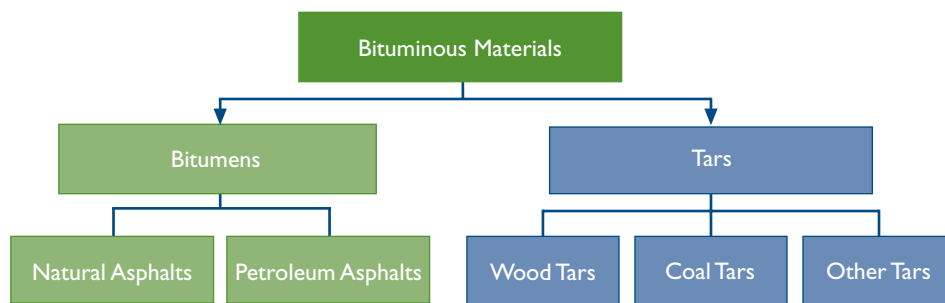 Bituminous Materials
Bitumens
Tars
Natural Asphalts
Petroleum Asphalts
Wood Tars
Coal Tars
Other Tars